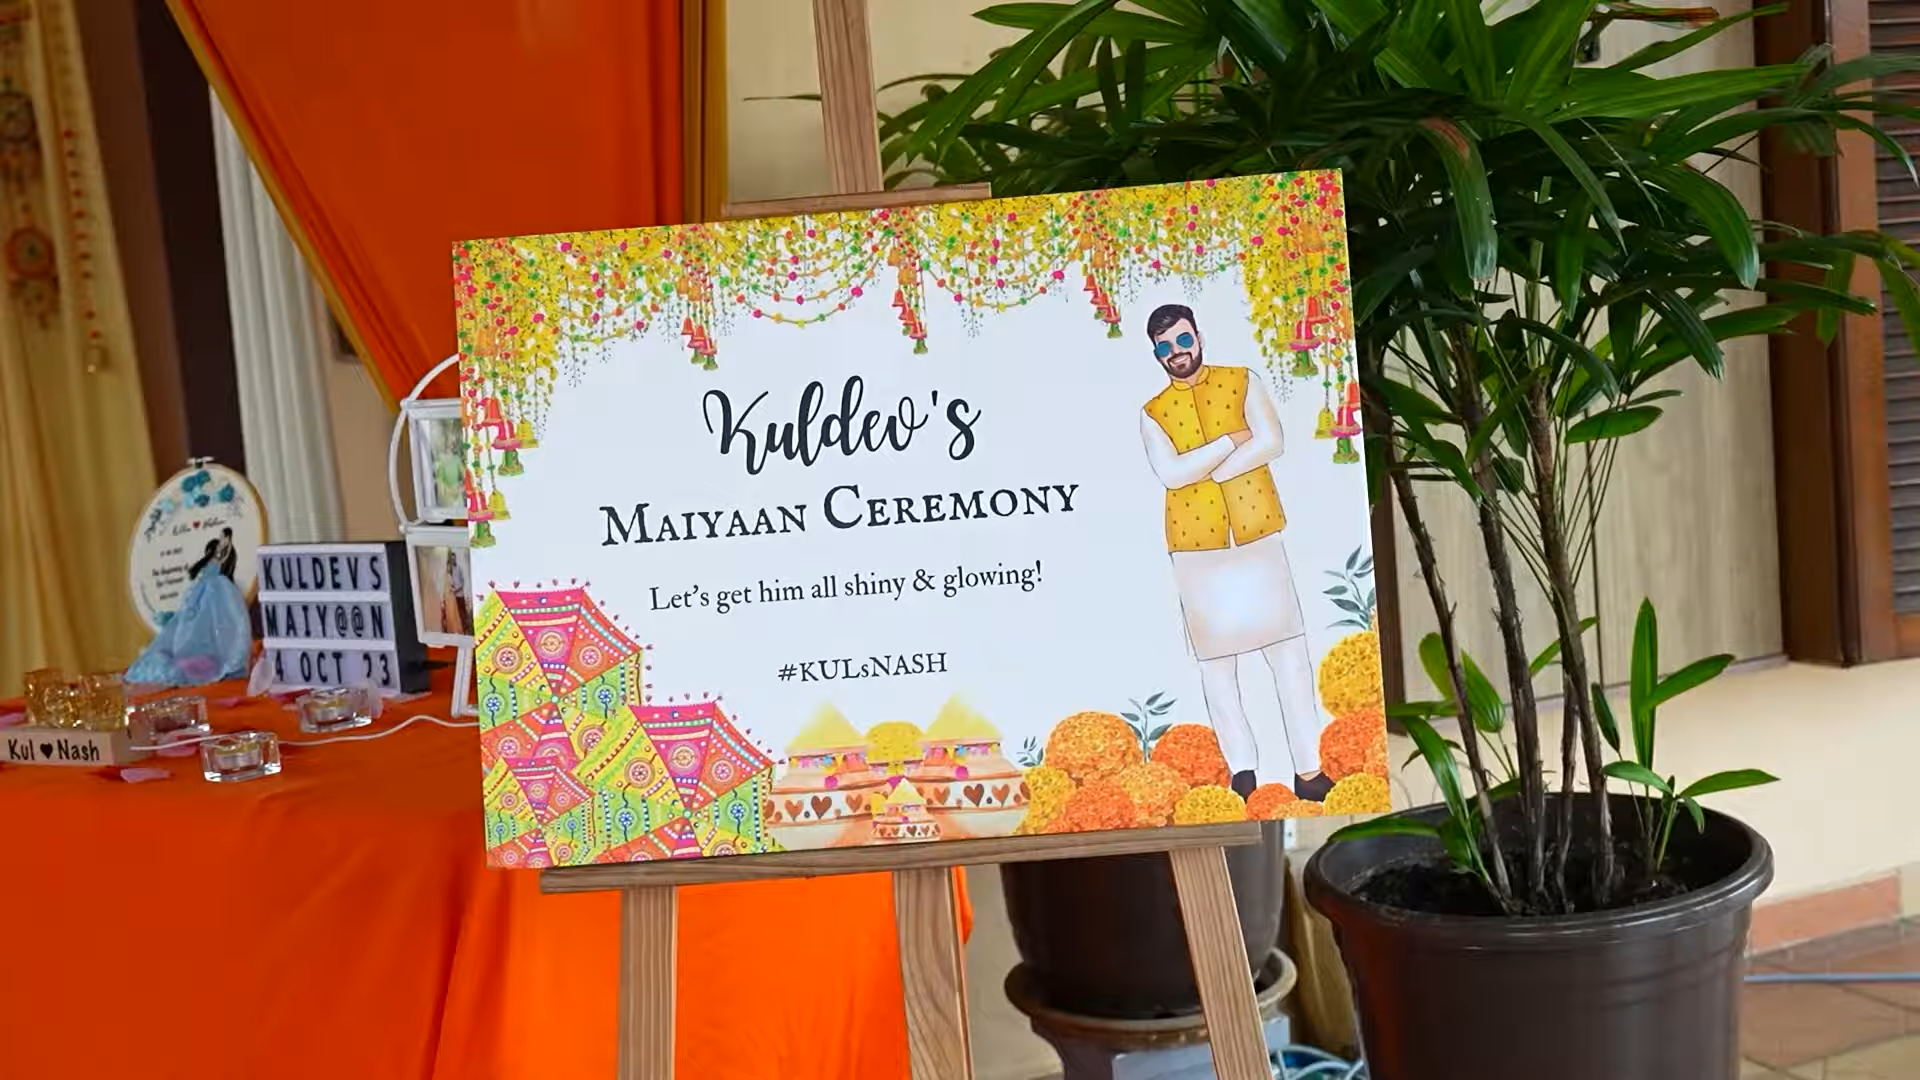 Kuldev's
MAIYAAN CEREMONY
Let's get him all shiny & glowing!
#KULsNASH
KULDEVS
MAIY@@N
4 OCT 23
Kul ♥ Nash